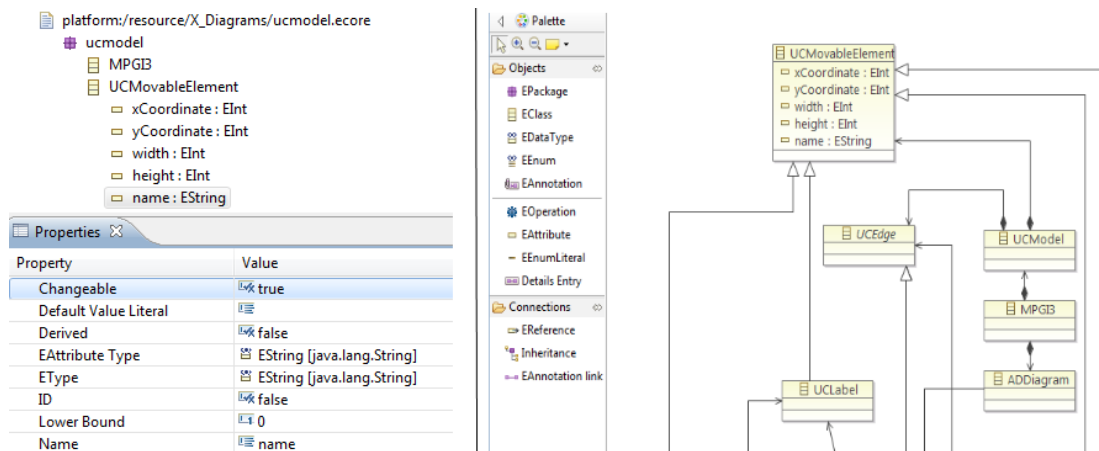 platform:/resource/X_Diagrams/ucmodel.ecore
ucmodel
MPGI3
UCMovableElement
xCoordinate : EInt
yCoordinate : EInt
width : EInt
height : EInt
name : EString
Properties
Property Value
Changeable true
Default Value Literal
Derived false
EAttribute Type EString [java.lang.String]
EType EString [java.lang.String]
ID false
Lower Bound 0
Name name
Palette
Objects
EPackage
EClass
EDataType
EEnum
EAnnotation
EOperation
EAttribute
EEnumLiteral
Details Entry
Connections
EReference
Inheritance
EAnnotation link
UCMovableElement
xCoordinate : EInt
yCoordinate : EInt
width : EInt
height : EInt
name : EString
UCEdge
UCModel
MPGI3
ADDiagram
UCLabel